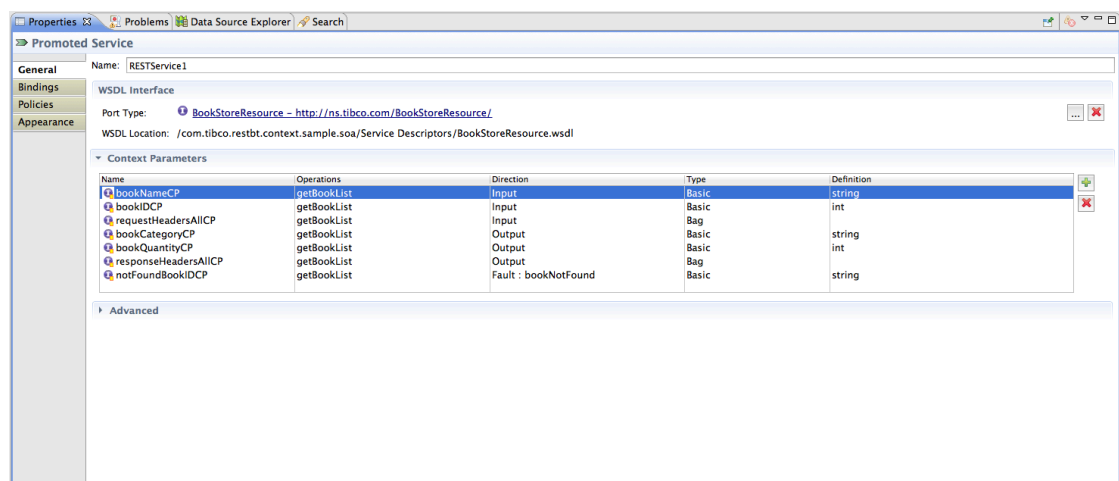 Properties Problems Data Source Explorer Search
Promoted Service
General
Bindings
Policies
Appearance
Name: RESTService1
WSDL Interface
Port Type: BookStoreResource – http://ns.tibco.com/BookStoreResource/ ...
WSDL Location: /com.tibco.restbt.context.sample.soa/Service Descriptors/BookStoreResource.wsdl
Context Parameters
Name Operations Direction Type Definition
bookNameCP getBookList Input Basic string
bookIDCP getBookList Input Basic int
requestHeadersAllCP getBookList Input Bag
bookCategoryCP getBookList Output Basic string
bookQuantityCP getBookList Output Basic int
responseHeadersAllCP getBookList Output Bag
notFoundBookIDCP getBookList Fault : bookNotFound Basic string
Advanced